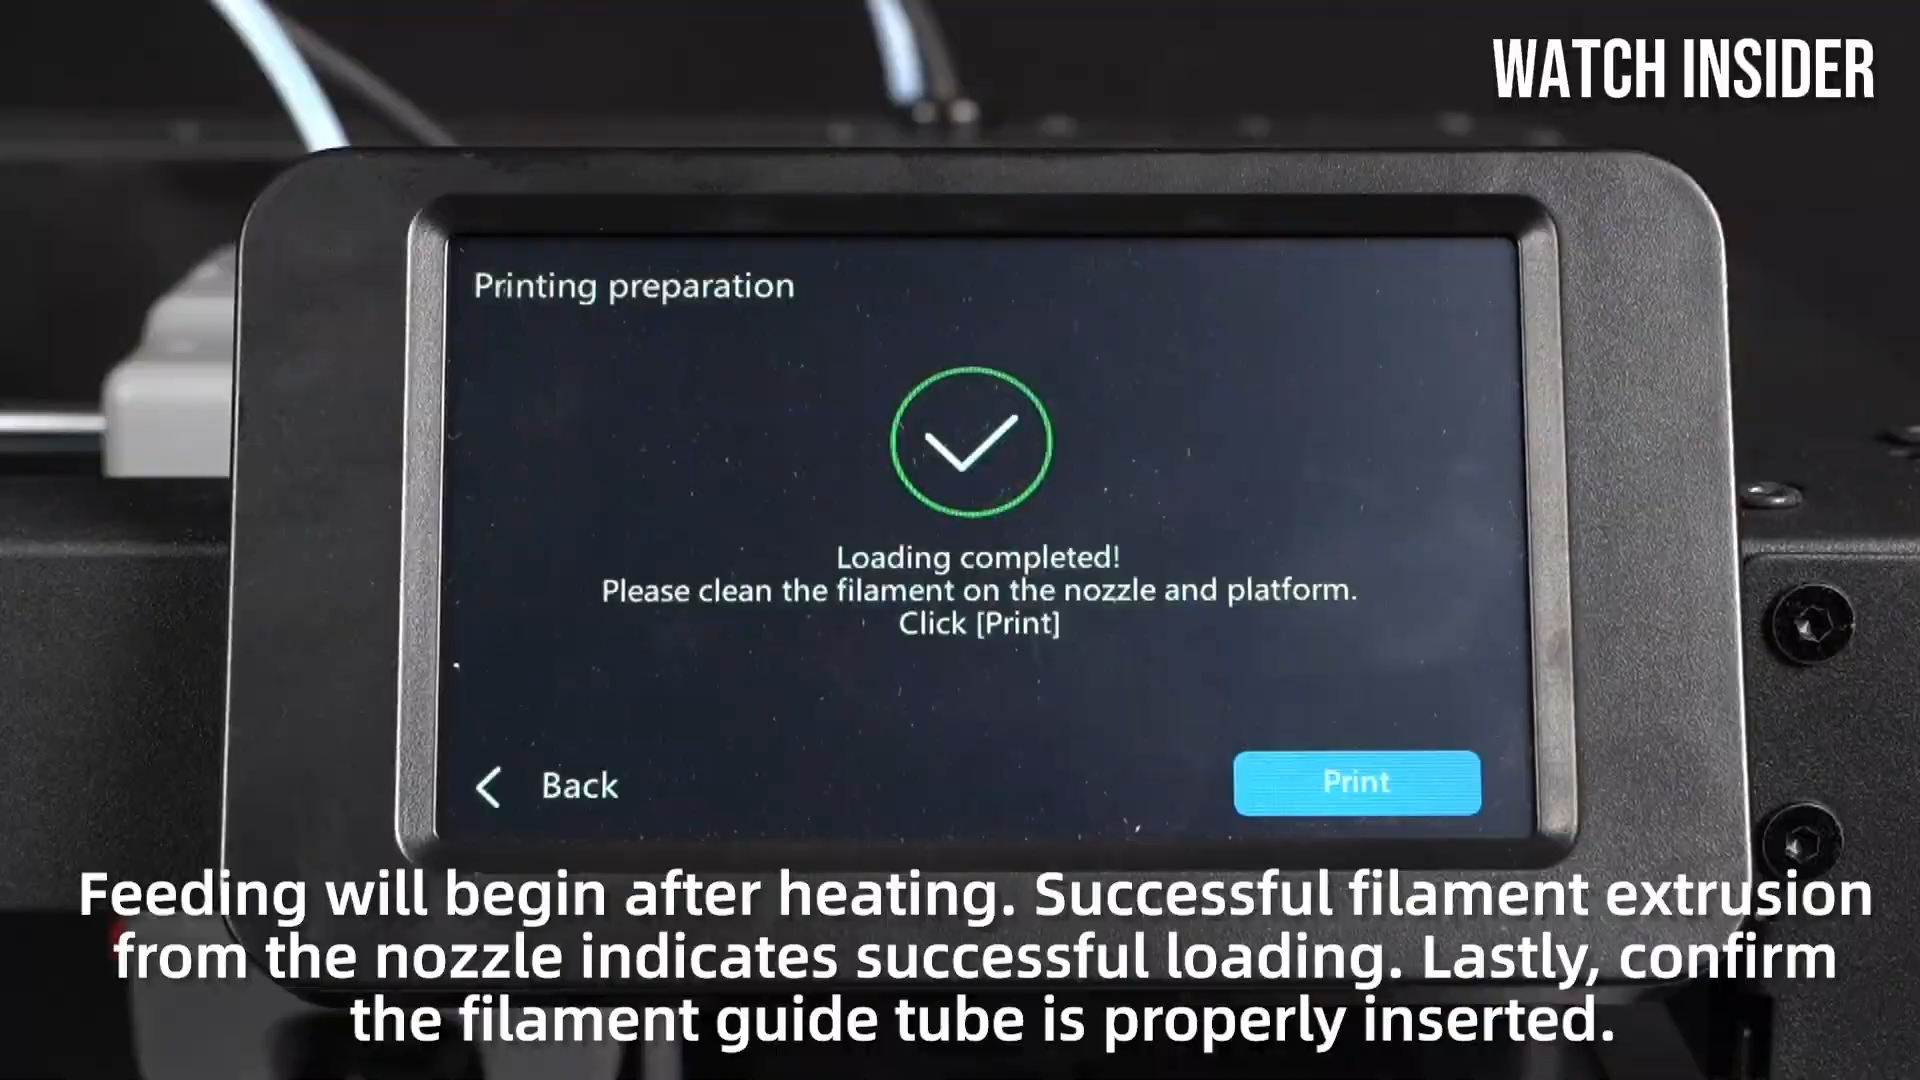 WATCH INSIDER
Printing preparation
Loading completed!
Please clean the filament on the nozzle and platform.
Click [Print]
Back
Print
Feeding will begin after heating. Successful filament extrusion
from the nozzle indicates successful loading. Lastly, confirm
the filament guide tube is properly inserted.